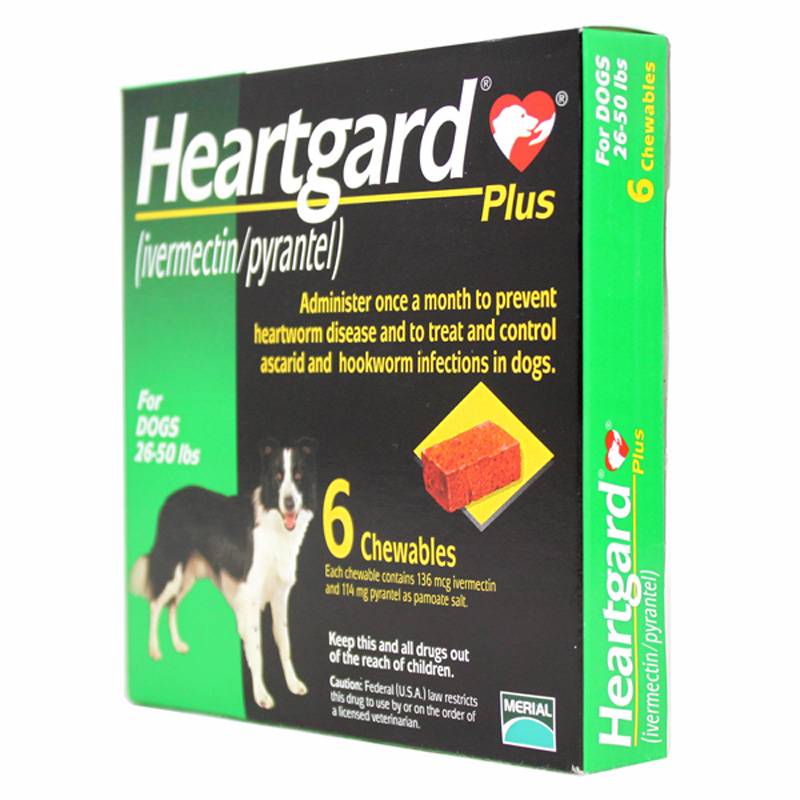 Heartgard®
®
Plus
(ivermectin/pyrantel)
Administer once a month to prevent
heartworm disease and to treat and control
ascarid and hookworm infections in dogs.
For
DOGS
26-50 lbs
6 Chewables
Each chewable contains 136 mcg ivermectin
and 114 mg pyrantel as pamoate salt.
Keep this and all drugs out
of the reach of children.
Caution: Federal (U.S.A.) law restricts
this drug to use by or on the order of
a licensed veterinarian.
MERIAL
For DOGS
26-50 lbs
6 Chewables
Heartgard®
®
Plus
(ivermectin/pyrantel)